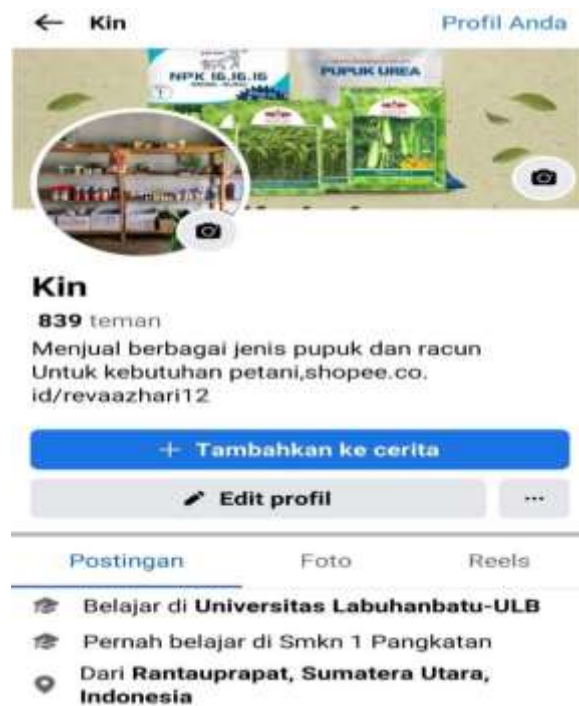 Kin
Profil Anda
NPK 16.16.16
PUPUK UREA
Kin
839 teman
Menjual berbagai jenis pupuk dan racun
Untuk kebutuhan petani,shopee.co.
id/revaazhari12
+ Tambahkan ke cerita
Edit profil
Postingan
Foto
Reels
Belajar di Universitas Labuhanbatu-ULB
Pernah belajar di Smkn 1 Pangkatan
Dari Rantauprapat, Sumatera Utara,
Indonesia